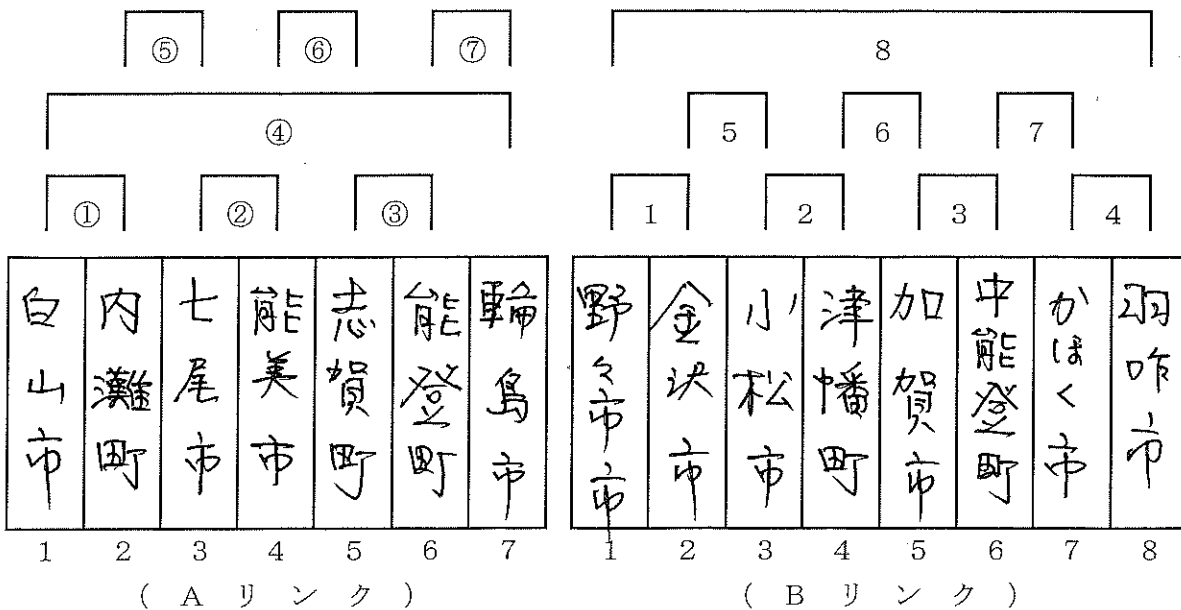 ⑤ ⑥ ⑦ 8
④ 5 6 7
① ② ③ 1 2 3 4
白山市
内灘町
七尾市
能美市
志賀町
能登町
輪島市
野々市市
金沢市
小松市
津幡町
加賀市
中能登町
かほく市
羽咋市
1 2 3 4 5 6 7 1 2 3 4 5 6 7 8
(Aリンク) (Bリンク)